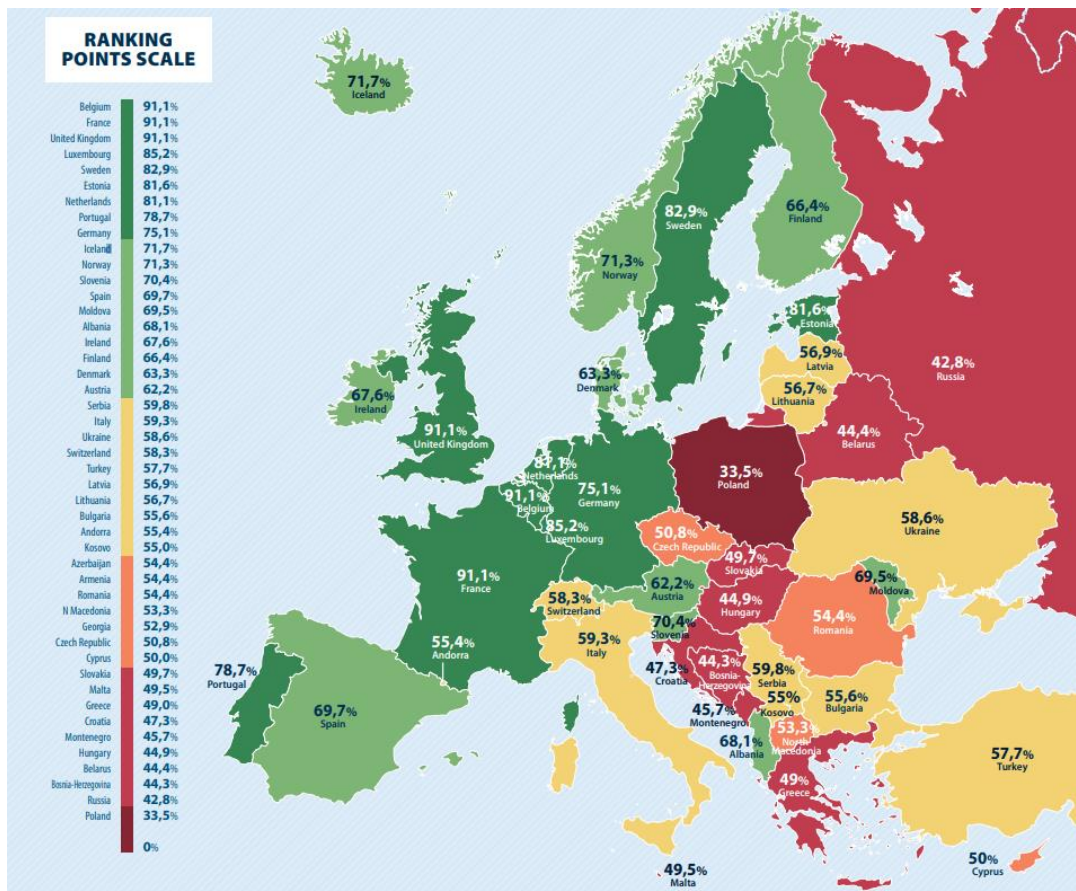 RANKING
POINTS SCALE
Belgium 91,1%
France 91,1%
United Kingdom 91,1%
Luxembourg 85,2%
Sweden 82,9%
Estonia 81,6%
Netherlands 81,1%
Portugal 78,7%
Germany 75,1%
Iceland 71,7%
Norway 71,3%
Slovenia 70,4%
Spain 69,7%
Moldova 69,5%
Albania 68,1%
Ireland 67,6%
Finland 66,4%
Denmark 63,3%
Austria 62,2%
Serbia 59,8%
Italy 59,3%
Ukraine 58,6%
Switzerland 58,3%
Turkey 57,7%
Latvia 56,9%
Lithuania 56,7%
Bulgaria 55,6%
Andorra 55,4%
Kosovo 55,0%
Azerbaijan 54,4%
Armenia 54,4%
Romania 54,4%
N Macedonia 53,3%
Georgia 52,9%
Czech Republic 50,8%
Cyprus 50,0%
Slovakia 49,7%
Malta 49,5%
Greece 49,0%
Croatia 47,3%
Montenegro 45,7%
Hungary 44,9%
Belarus 44,4%
Bosnia-Herzegovina 44,3%
Russia 42,8%
Poland 33,5%
0%
71,7%
Iceland
82,9%
Sweden
66,4%
Finland
71,3%
Norway
81,6%
Estonia
56,9%
Latvia
56,7%
Lithuania
42,8%
Russia
63,3%
Denmark
67,6%
Ireland
91,1%
United Kingdom
44,4%
Belarus
81,1%
Netherlands
33,5%
Poland
75,1%
Germany
91,1%
Belgium
85,2%
Luxembourg
50,8%
Czech Republic
58,6%
Ukraine
49,7%
Slovakia
91,1%
France
62,2%
Austria
69,5%
Moldova
58,3%
Switzerland
44,9%
Hungary
54,4%
Romania
70,4%
Slovenia
59,3%
Italy
55,4%
Andorra
47,3%
Croatia
44,3%
Bosnia-
Herzegovina
59,8%
Serbia
78,7%
Portugal
69,7%
Spain
55%
Kosovo
55,6%
Bulgaria
45,7%
Montenegro
53,3%
North
Macedonia
68,1%
Albania
57,7%
Turkey
49%
Greece
49,5%
Malta
50%
Cyprus